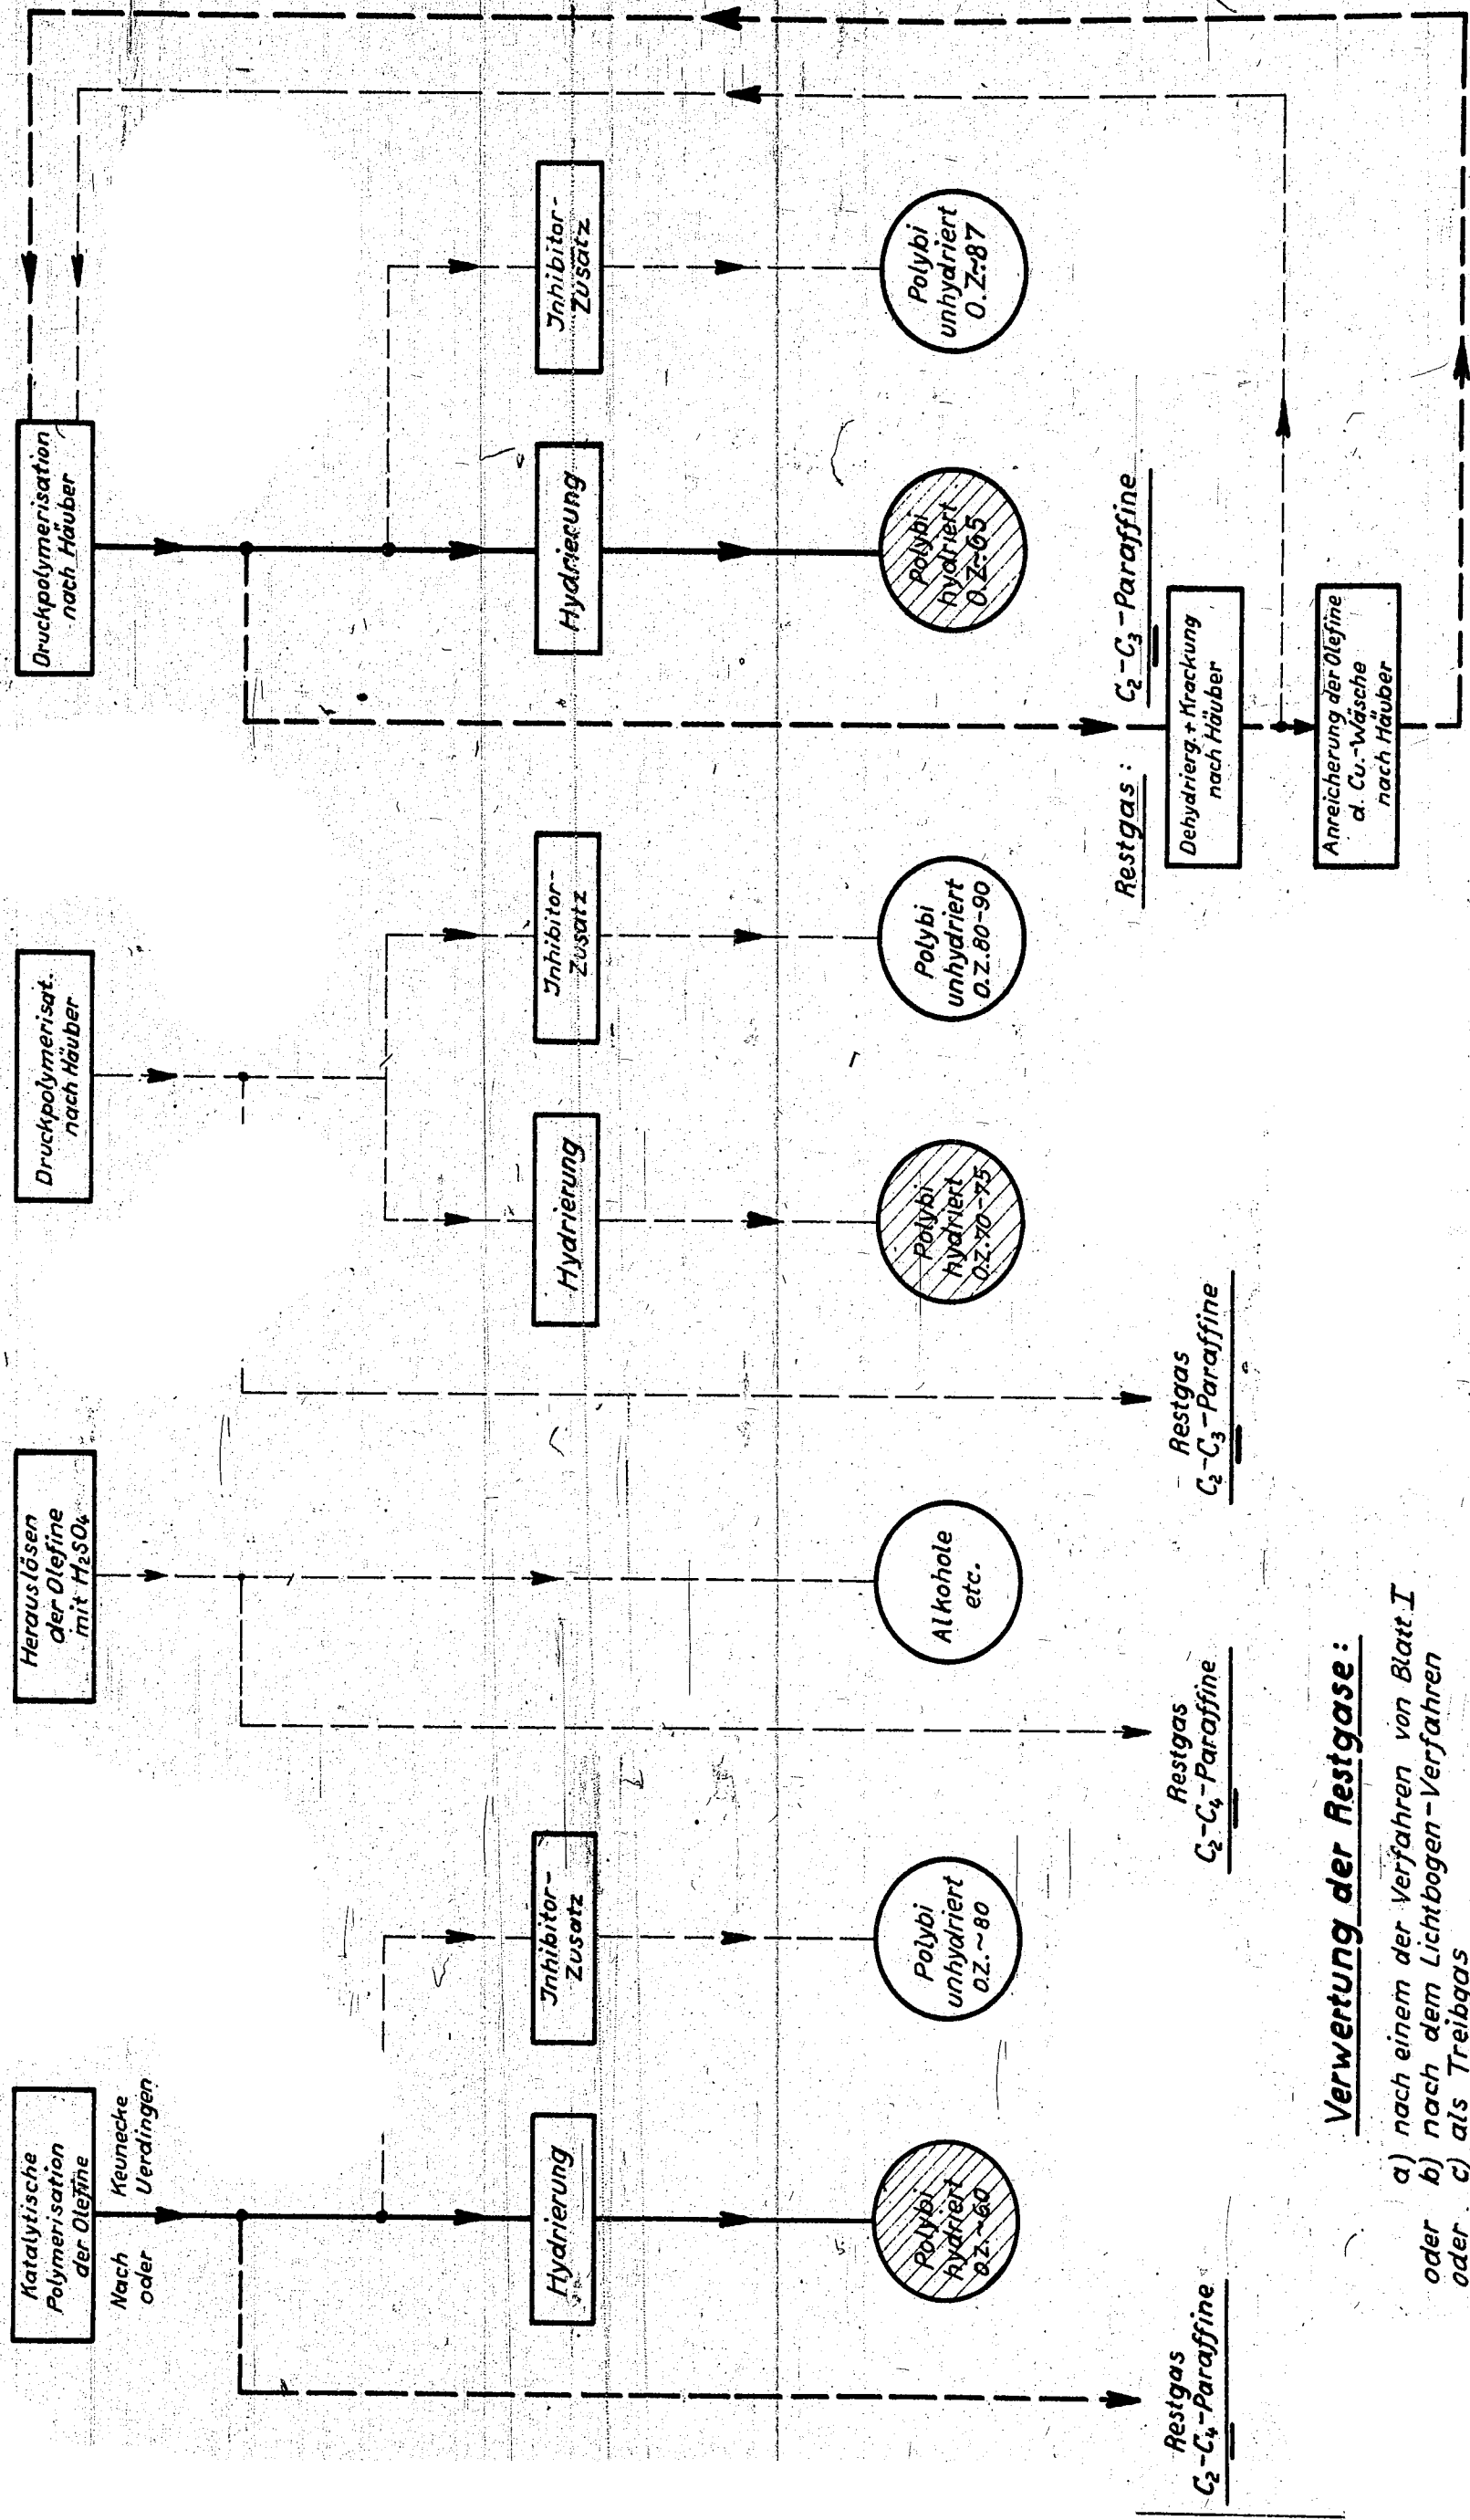 Katalytische
Polymerisation
der Olefine
Nach Keunecke
oder Uerdingen
Hydrierung
Inhibitor-
Zusatz
Polybi
hydriert
OZ.~60
Polybi
unhydriert
OZ.~80
Restgas
C₂-C₄-Paraffine
Herauslösen
der Olefine
mit H₂SO₄
Alkohole
etc.
Restgas
C₂-C₄-Paraffine
Druckpolymerisat.
nach Häuber
Hydrierung
Inhibitor-
Zusatz
Polybi
hydriert
OZ.70-75
Polybi
unhydriert
O.Z.80-90
Restgas
C₂-C₃-Paraffine
Druckpolymerisation
nach Häuber
Hydrierung
Inhibitor-
Zusatz
Polybi
hydriert
O.Z.~65
Polybi
unhydriert
O.Z.~87
Restgas: C₂-C₃-Paraffine
Dehydrierg.+Krackung
nach Häuber
Anreicherung der Olefine
d. Cu.-Wäsche
nach Häuber
Verwertung der Restgase:
a) nach einem der Verfahren von Blatt I
oder b) nach dem Lichtbogen-Verfahren
oder c) als Treibgas